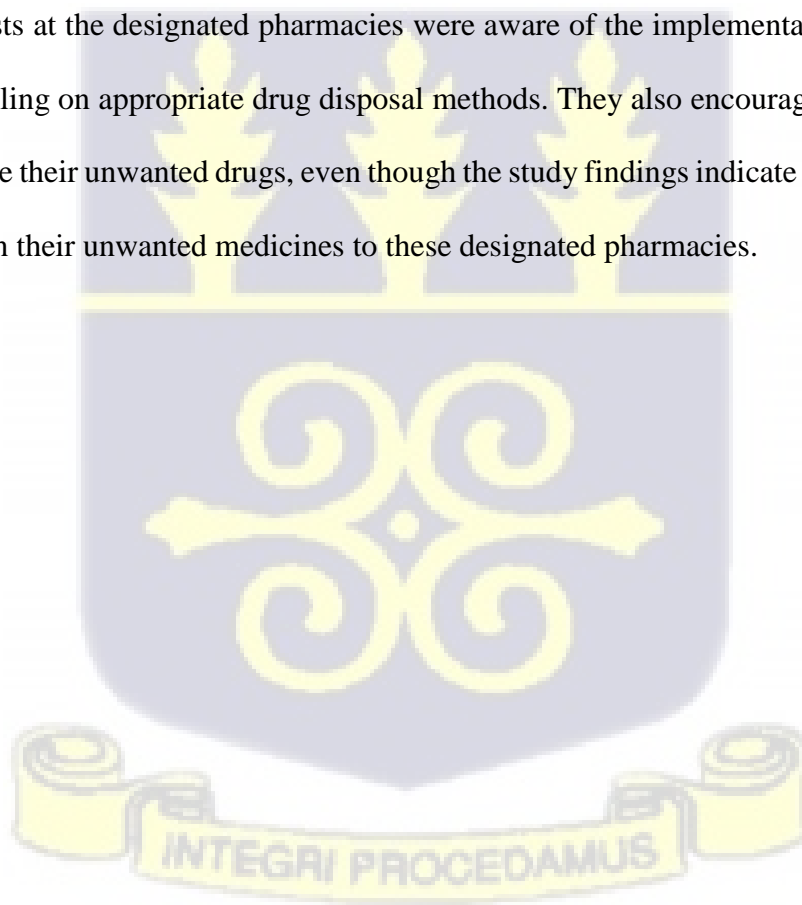 sts at the designated pharmacies were aware of the implementa
ling on appropriate drug disposal methods. They also encourag
e their unwanted drugs, even though the study findings indicate
n their unwanted medicines to these designated pharmacies.
INTEGRI PROCEDAMUS